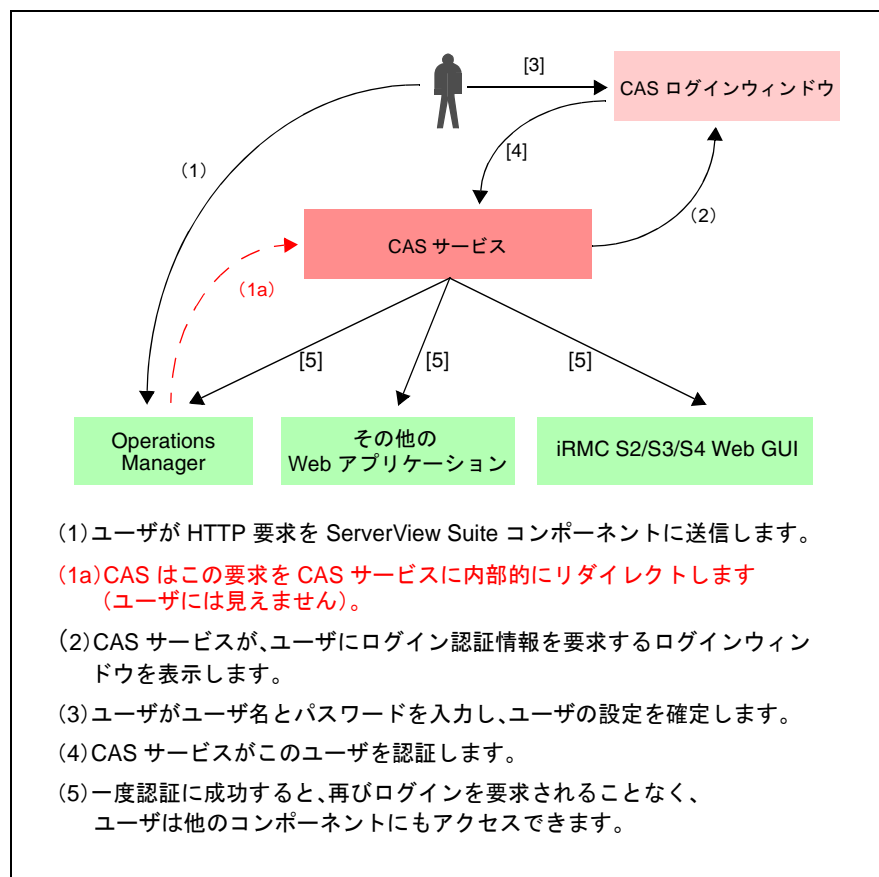 [3]
CAS ログインウィンドウ
[4]
(1)
(2)
CAS サービス
(1a)
[5]
[5]
[5]
Operations
Manager
その他の
Web アプリケーション
iRMC S2/S3/S4 Web GUI
(1)ユーザが HTTP 要求を ServerView Suite コンポーネントに送信します。
(1a)CAS はこの要求を CAS サービスに内部的にリダイレクトします
(ユーザには見えません)。
(2)CAS サービスが、ユーザにログイン認証情報を要求するログインウィン
ドウを表示します。
(3)ユーザがユーザ名とパスワードを入力し、ユーザの設定を確定します。
(4)CAS サービスがこのユーザを認証します。
(5)一度認証に成功すると、再びログインを要求されることなく、
ユーザは他のコンポーネントにもアクセスできます。